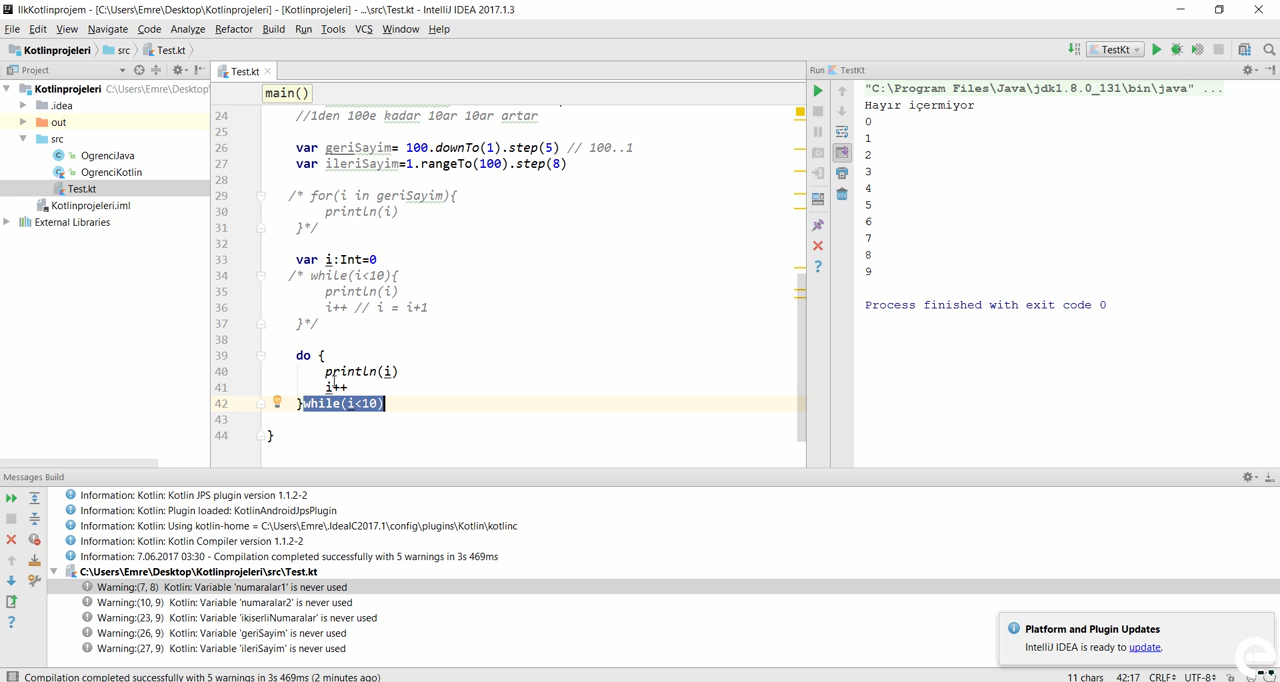 IlkKotlinprojem - [C:\Users\Emre\Desktop\Kotlinprojeleri] - [Kotlinprojeleri] - ...\src\Test.kt - IntelliJ IDEA 2017.1.3
File Edit View Navigate Code Analyze Refactor Build Run Tools VCS Window Help
Kotlinprojeleri src Test.kt TestKt
Project Test.kt Run TestKt
Kotlinprojeleri C:\Users\Emre\Desktop\
.idea
out
src
OgrenciJava
OgrenciKotlin
Test.kt
Kotlinprojeleri.iml
External Libraries
main()
24 //1den 100e kadar 10ar 10ar artar
25
26 var geriSayim= 100.downTo(1).step(5) // 100..1
27 var ileriSayim=1.rangeTo(100).step(8)
28
29 /* for(i in geriSayim){
30 println(i)
31 }*/
32
33 var i:Int=0
34 /* while(i<10){
35 println(i)
36 i++ // i = i+1
37 }*/
38
39 do {
40 println(i)
41 i++
42 }while(i<10)
43
44 }
"C:\Program Files\Java\jdk1.8.0_131\bin\java" ...
Hayır içermiyor
0
1
2
3
4
5
6
7
8
9
Process finished with exit code 0
Messages Build
Information: Kotlin: Kotlin JPS plugin version 1.1.2-2
Information: Kotlin: Plugin loaded: KotlinAndroidJpsPlugin
Information: Kotlin: Using kotlin-home = C:\Users\Emre\.IdeaIC2017.1\config\plugins\Kotlin\kotlinc
Information: Kotlin: Kotlin Compiler version 1.1.2-2
Information: 7.06.2017 03:30 - Compilation completed successfully with 5 warnings in 3s 469ms
C:\Users\Emre\Desktop\Kotlinprojeleri\src\Test.kt
Warning:(7, 8) Kotlin: Variable 'numaralar1' is never used
Warning:(10, 9) Kotlin: Variable 'numaralar2' is never used
Warning:(23, 9) Kotlin: Variable 'ikiserliNumaralar' is never used
Warning:(26, 9) Kotlin: Variable 'geriSayim' is never used
Warning:(27, 9) Kotlin: Variable 'ileriSayim' is never used
Platform and Plugin Updates
IntelliJ IDEA is ready to update.
Compilation completed successfully with 5 warnings in 3s 469ms (2 minutes ago) 11 chars 42:17 CRLF UTF-8